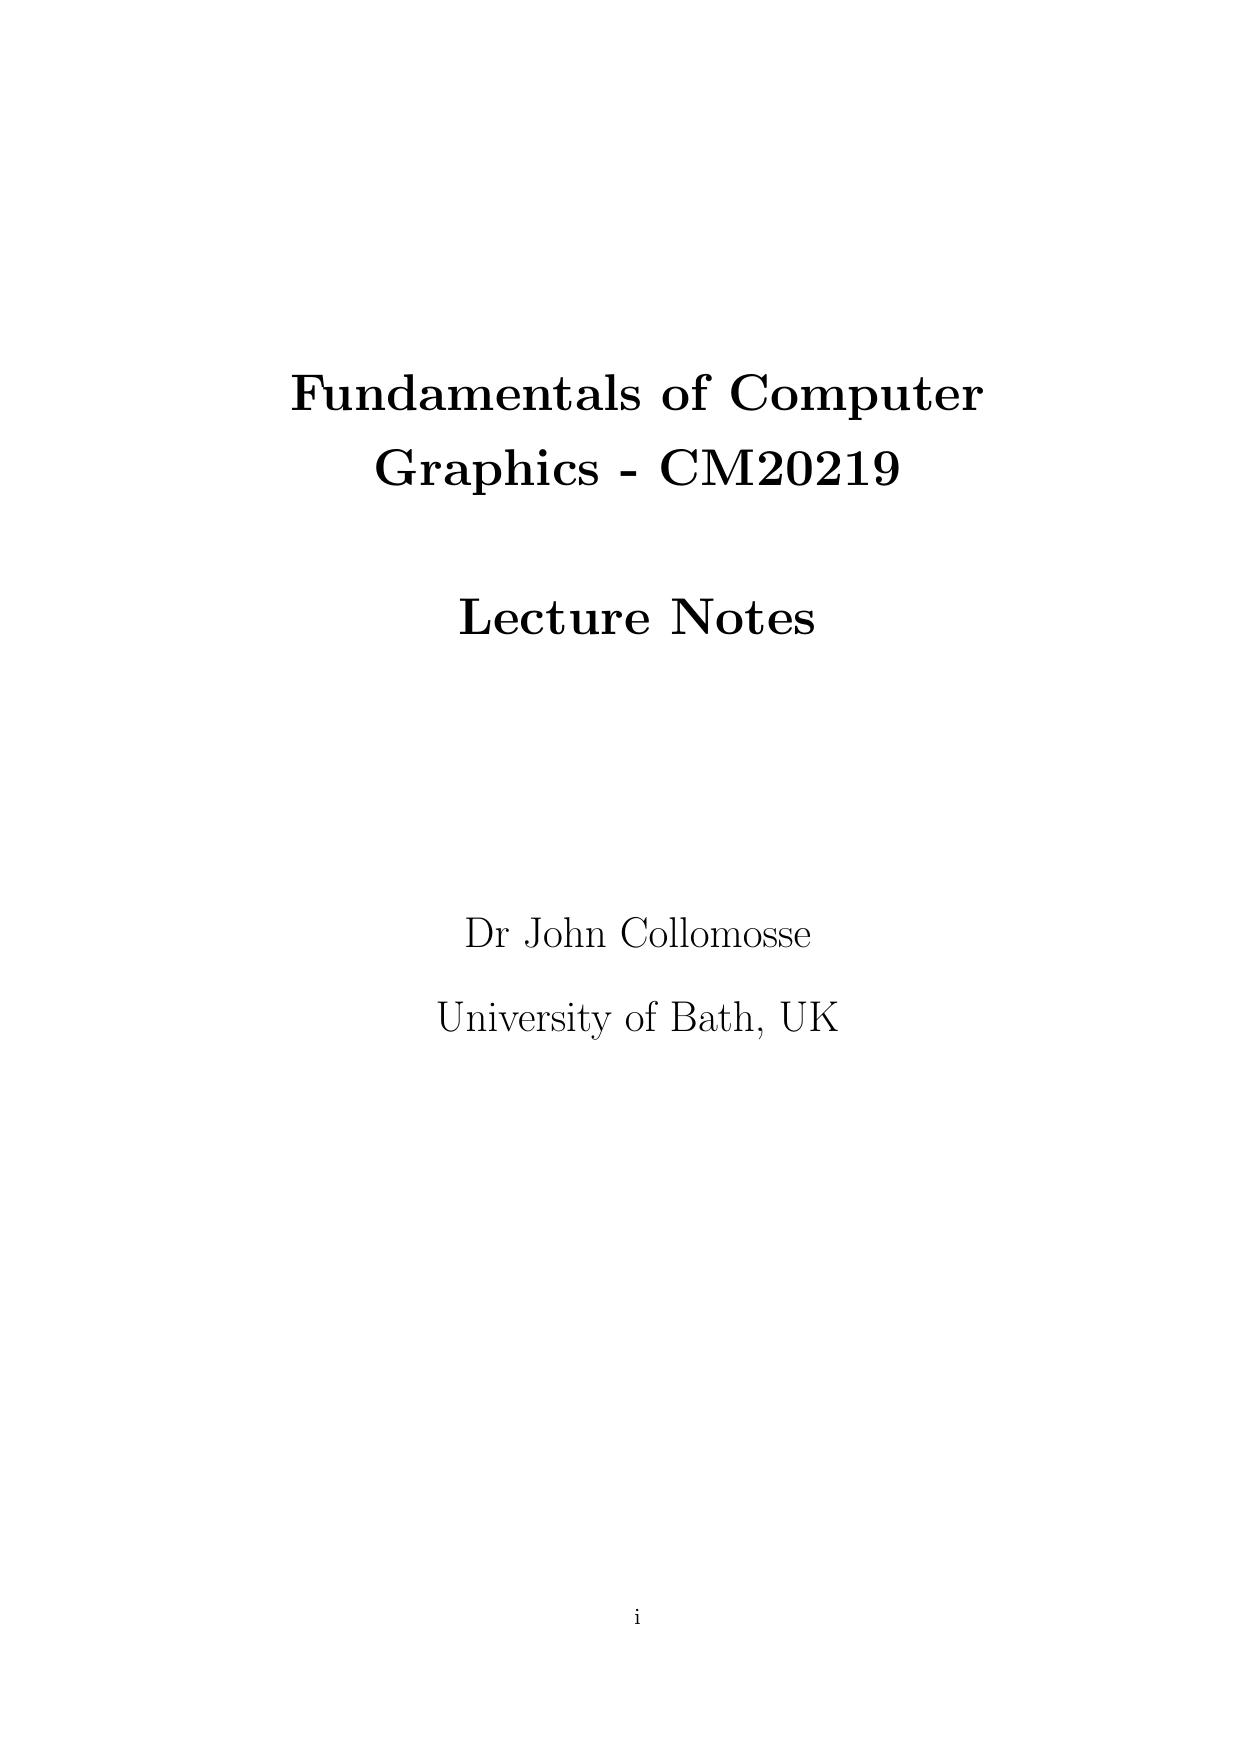 Fundamentals of Computer
Graphics - CM20219
Lecture Notes
Dr John Collomosse
University of Bath, UK
i